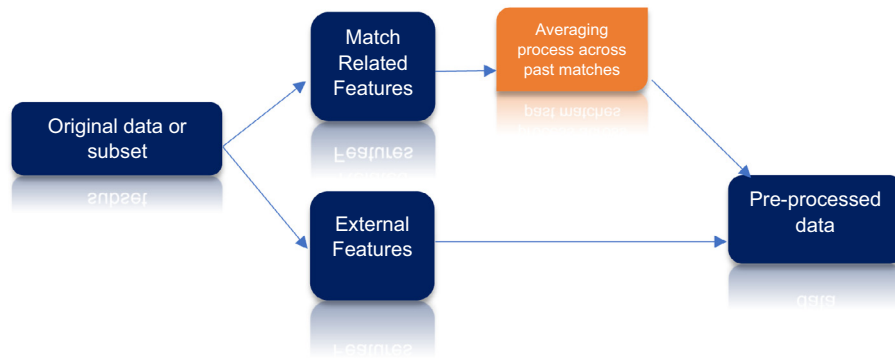 Match
Related
Features
Averaging
process across
past matches
Original data or
subset
External
Features
Pre-processed
data